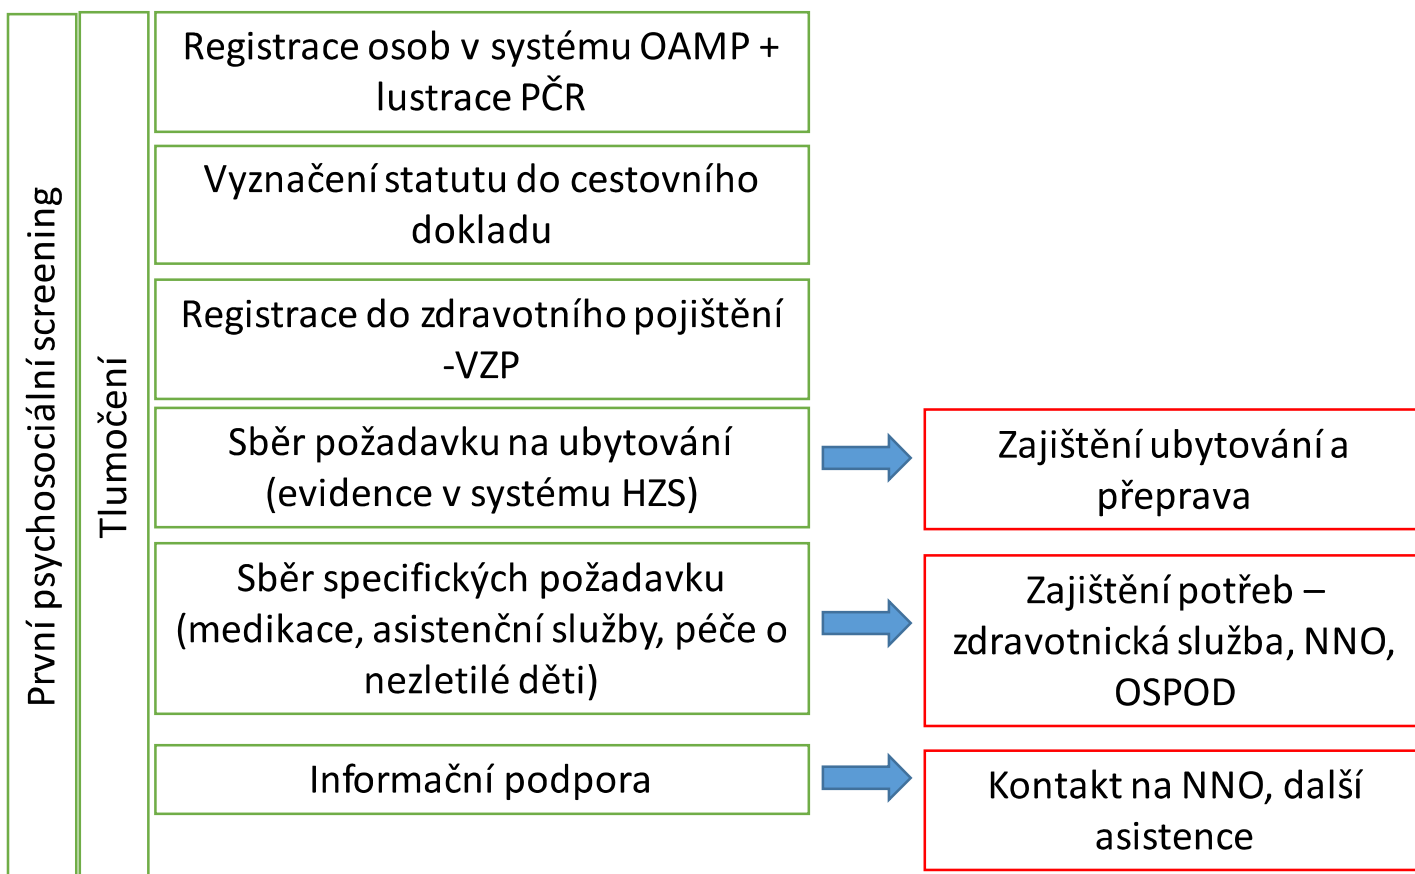 První psychosociální screening
Tlumočení
Registrace osob v systému OAMP +
lustrace PČR
Vyznačení statutu do cestovního
dokladu
Registrace do zdravotního pojištění
-VZP
Sběr požadavku na ubytování
(evidence v systému HZS)
Zajištění ubytování a
přeprava
Sběr specifických požadavku
(medikace, asistenční služby, péče o
nezletilé děti)
Zajištění potřeb –
zdravotnická služba, NNO,
OSPOD
Informační podpora
Kontakt na NNO, další
asistence